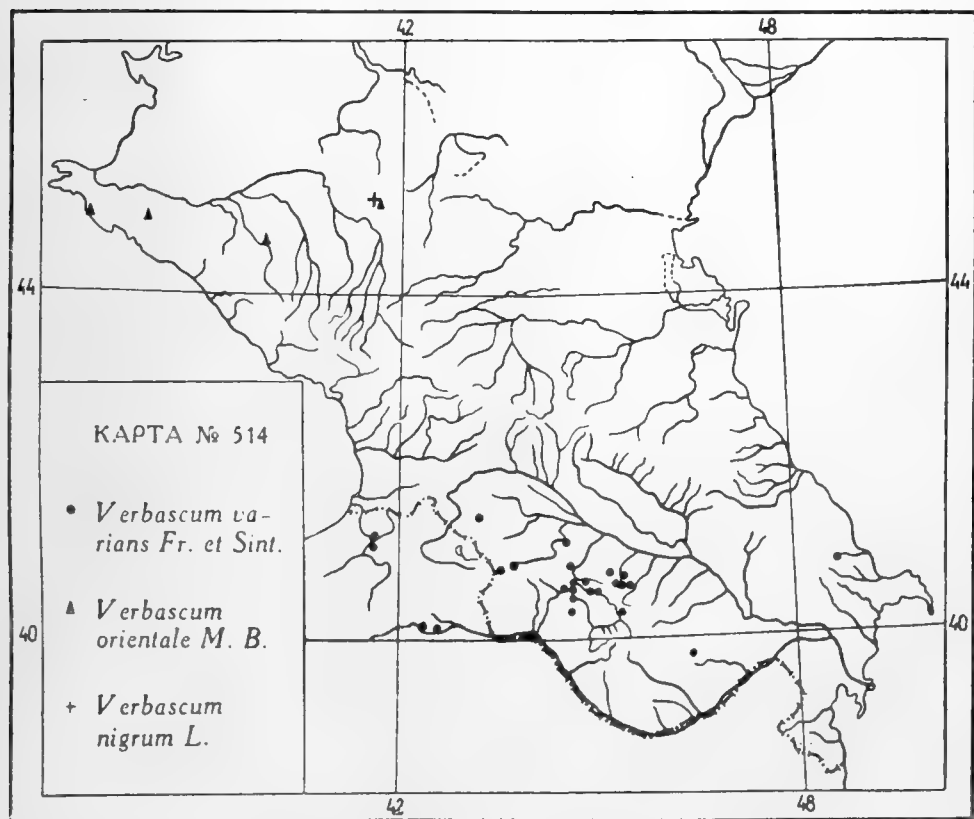 42 48
44 44
КАРТА № 514
Verbascum va-
rians Fr. et Sint.
Verbascum
orientale M. B.
+ Verbascum
nigrum L.
40 40
42 48